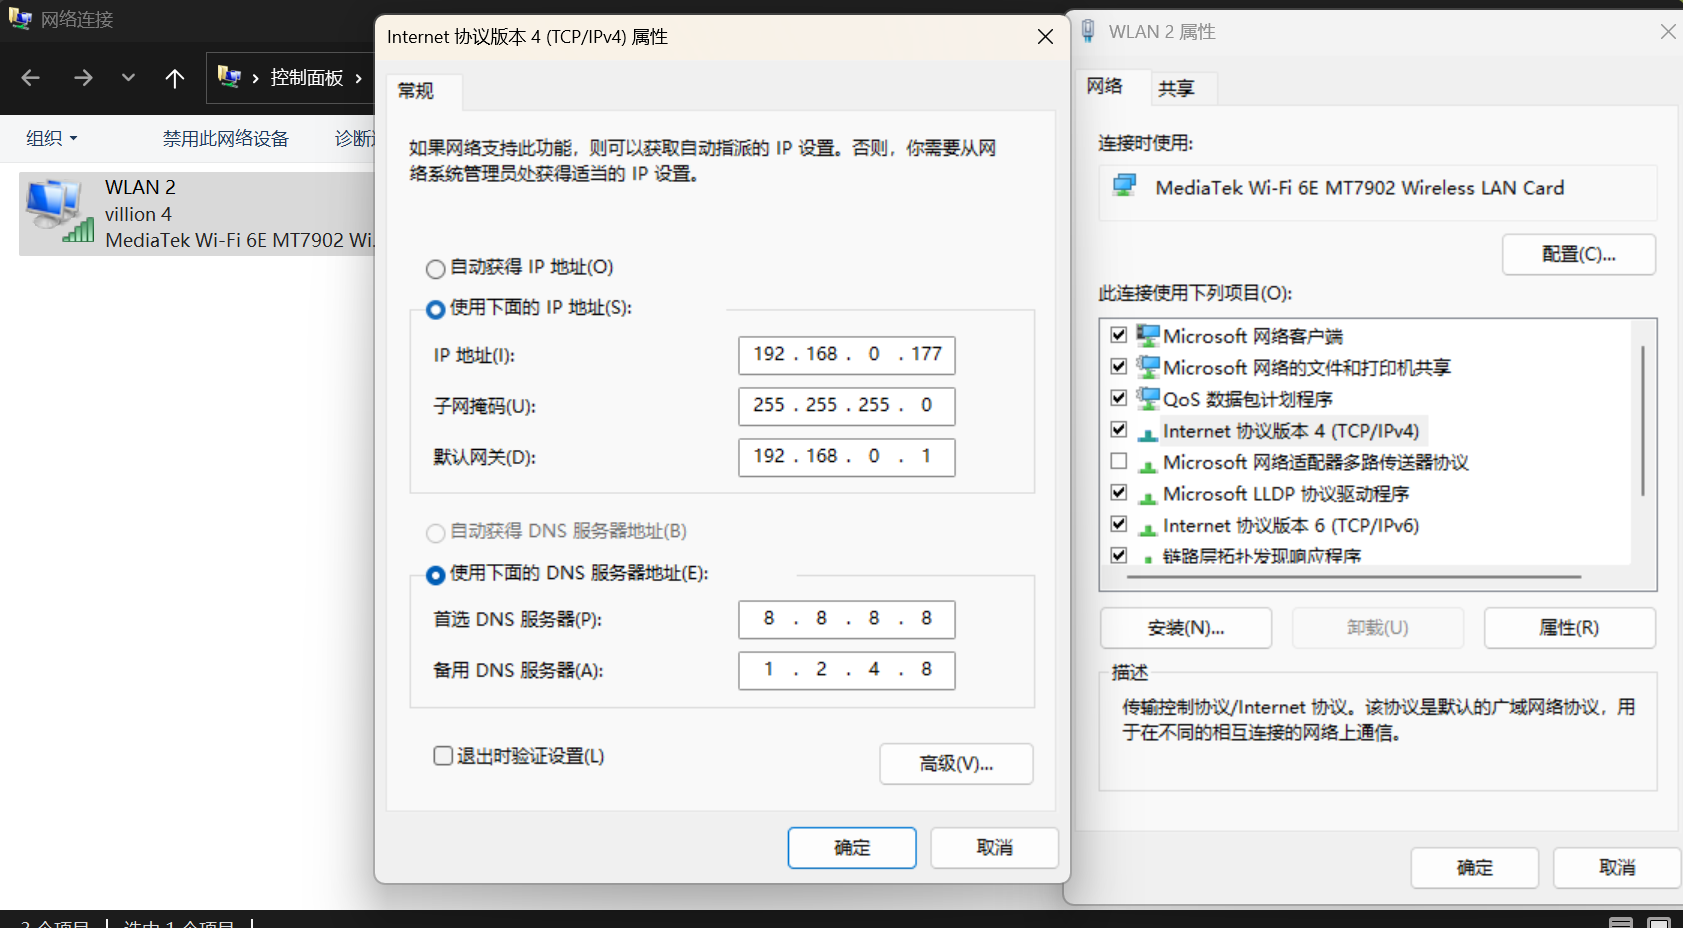 网络连接
控制面板
组织
禁用此网络设备
诊断
WLAN 2
villion 4
MediaTek Wi-Fi 6E MT7902 Wi...
Internet 协议版本 4 (TCP/IPv4) 属性
常规
如果网络支持此功能，则可以获取自动指派的 IP 设置。否则，你需要从网
络系统管理员处获得适当的 IP 设置。
自动获得 IP 地址(O)
使用下面的 IP 地址(S):
IP 地址(I):
192 . 168 . 0 . 177
子网掩码(U):
255 . 255 . 255 . 0
默认网关(D):
192 . 168 . 0 . 1
自动获得 DNS 服务器地址(B)
使用下面的 DNS 服务器地址(E):
首选 DNS 服务器(P):
8 . 8 . 8 . 8
备用 DNS 服务器(A):
1 . 2 . 4 . 8
退出时验证设置(L)
高级(V)...
确定
取消
WLAN 2 属性
网络
共享
连接时使用:
MediaTek Wi-Fi 6E MT7902 Wireless LAN Card
配置(C)...
此连接使用下列项目(O):
Microsoft 网络客户端
Microsoft 网络的文件和打印机共享
QoS 数据包计划程序
Internet 协议版本 4 (TCP/IPv4)
Microsoft 网络适配器多路传送器协议
Microsoft LLDP 协议驱动程序
Internet 协议版本 6 (TCP/IPv6)
链路层拓扑发现响应程序
安装(N)...
卸载(U)
属性(R)
描述
传输控制协议/Internet 协议。该协议是默认的广域网络协议，用
于在不同的相互连接的网络上通信。
确定
取消
个项目
选中 1 个项目